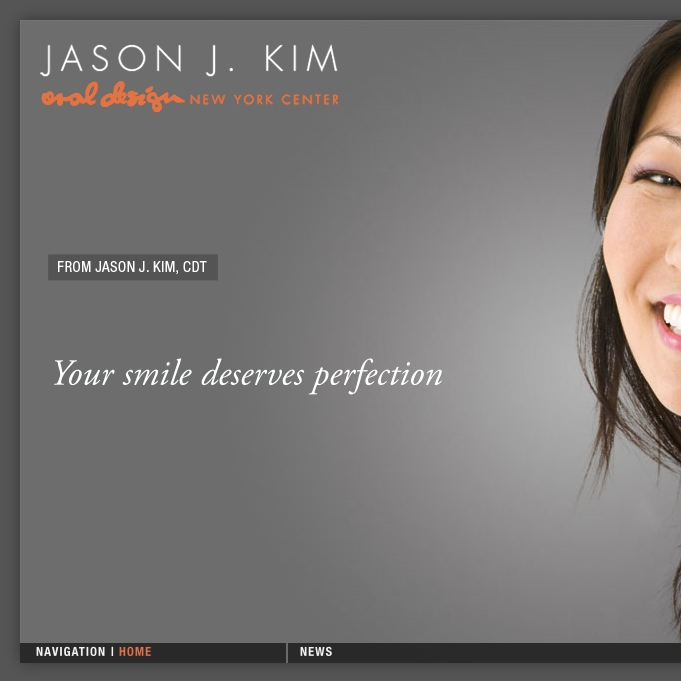 JASON J. KIM
oral design NEW YORK CENTER
FROM JASON J. KIM, CDT
Your smile deserves perfection
NAVIGATION | HOME
NEWS